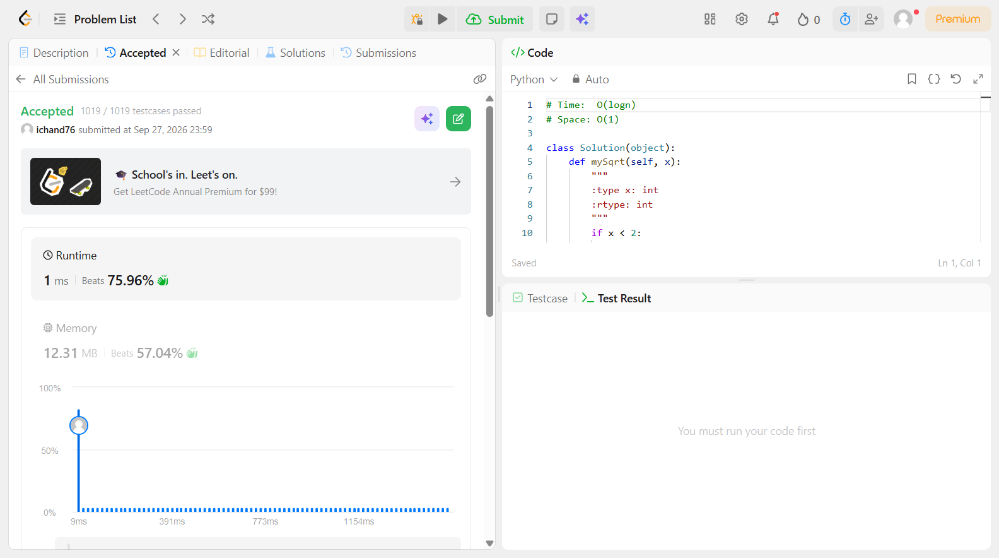 Problem List
Submit
0
Premium
Description
Accepted
Editorial
Solutions
Submissions
All Submissions
Accepted 1019 / 1019 testcases passed
ichand76 submitted at Sep 27, 2026 23:59
School's in. Leet's on.
Get LeetCode Annual Premium for $99!
Runtime
1 ms Beats 75.96%
Memory
12.31 MB Beats 57.04%
100%
50%
0%
9ms 391ms 773ms 1154ms
Code
Python Auto
1 # Time:  O(logn)
2 # Space: O(1)
3
4 class Solution(object):
5     def mySqrt(self, x):
6         """
7         :type x: int
8         :rtype: int
9         """
10         if x < 2:
Saved
Ln 1, Col 1
Testcase
Test Result
You must run your code first